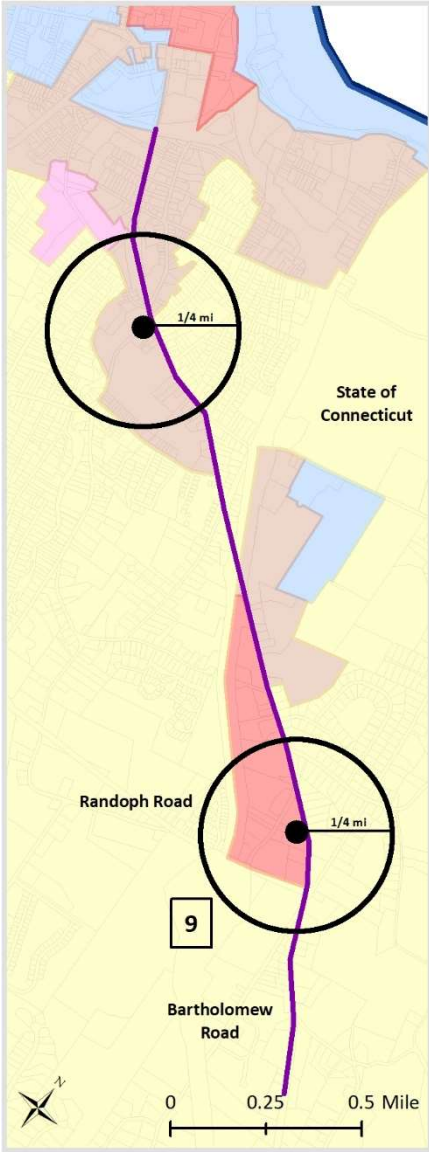 1/4 mi
State of
Connecticut
Randoph Road
1/4 mi
9
Bartholomew
Road
N
0 0.25 0.5 Mile